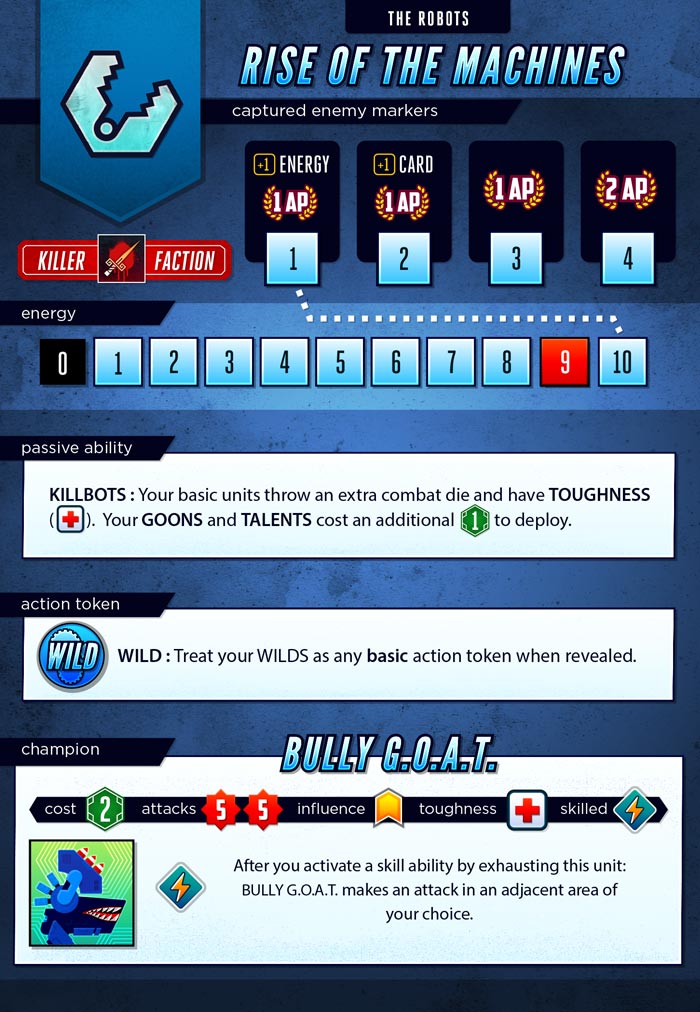 THE ROBOTS
RISE OF THE MACHINES
captured enemy markers
+1 ENERGY
1 AP
+1 CARD
1 AP
1 AP
2 AP
KILLER FACTION
1 2 3 4
energy
0 1 2 3 4 5 6 7 8 9 10
passive ability
KILLBOTS : Your basic units throw an extra combat die and have TOUGHNESS
( ). Your GOONS and TALENTS cost an additional 1 to deploy.
action token
WILD
WILD : Treat your WILDS as any basic action token when revealed.
champion
BULLY G.O.A.T.
cost 2 attacks 5 5 influence toughness skilled
After you activate a skill ability by exhausting this unit:
BULLY G.O.A.T. makes an attack in an adjacent area of
your choice.